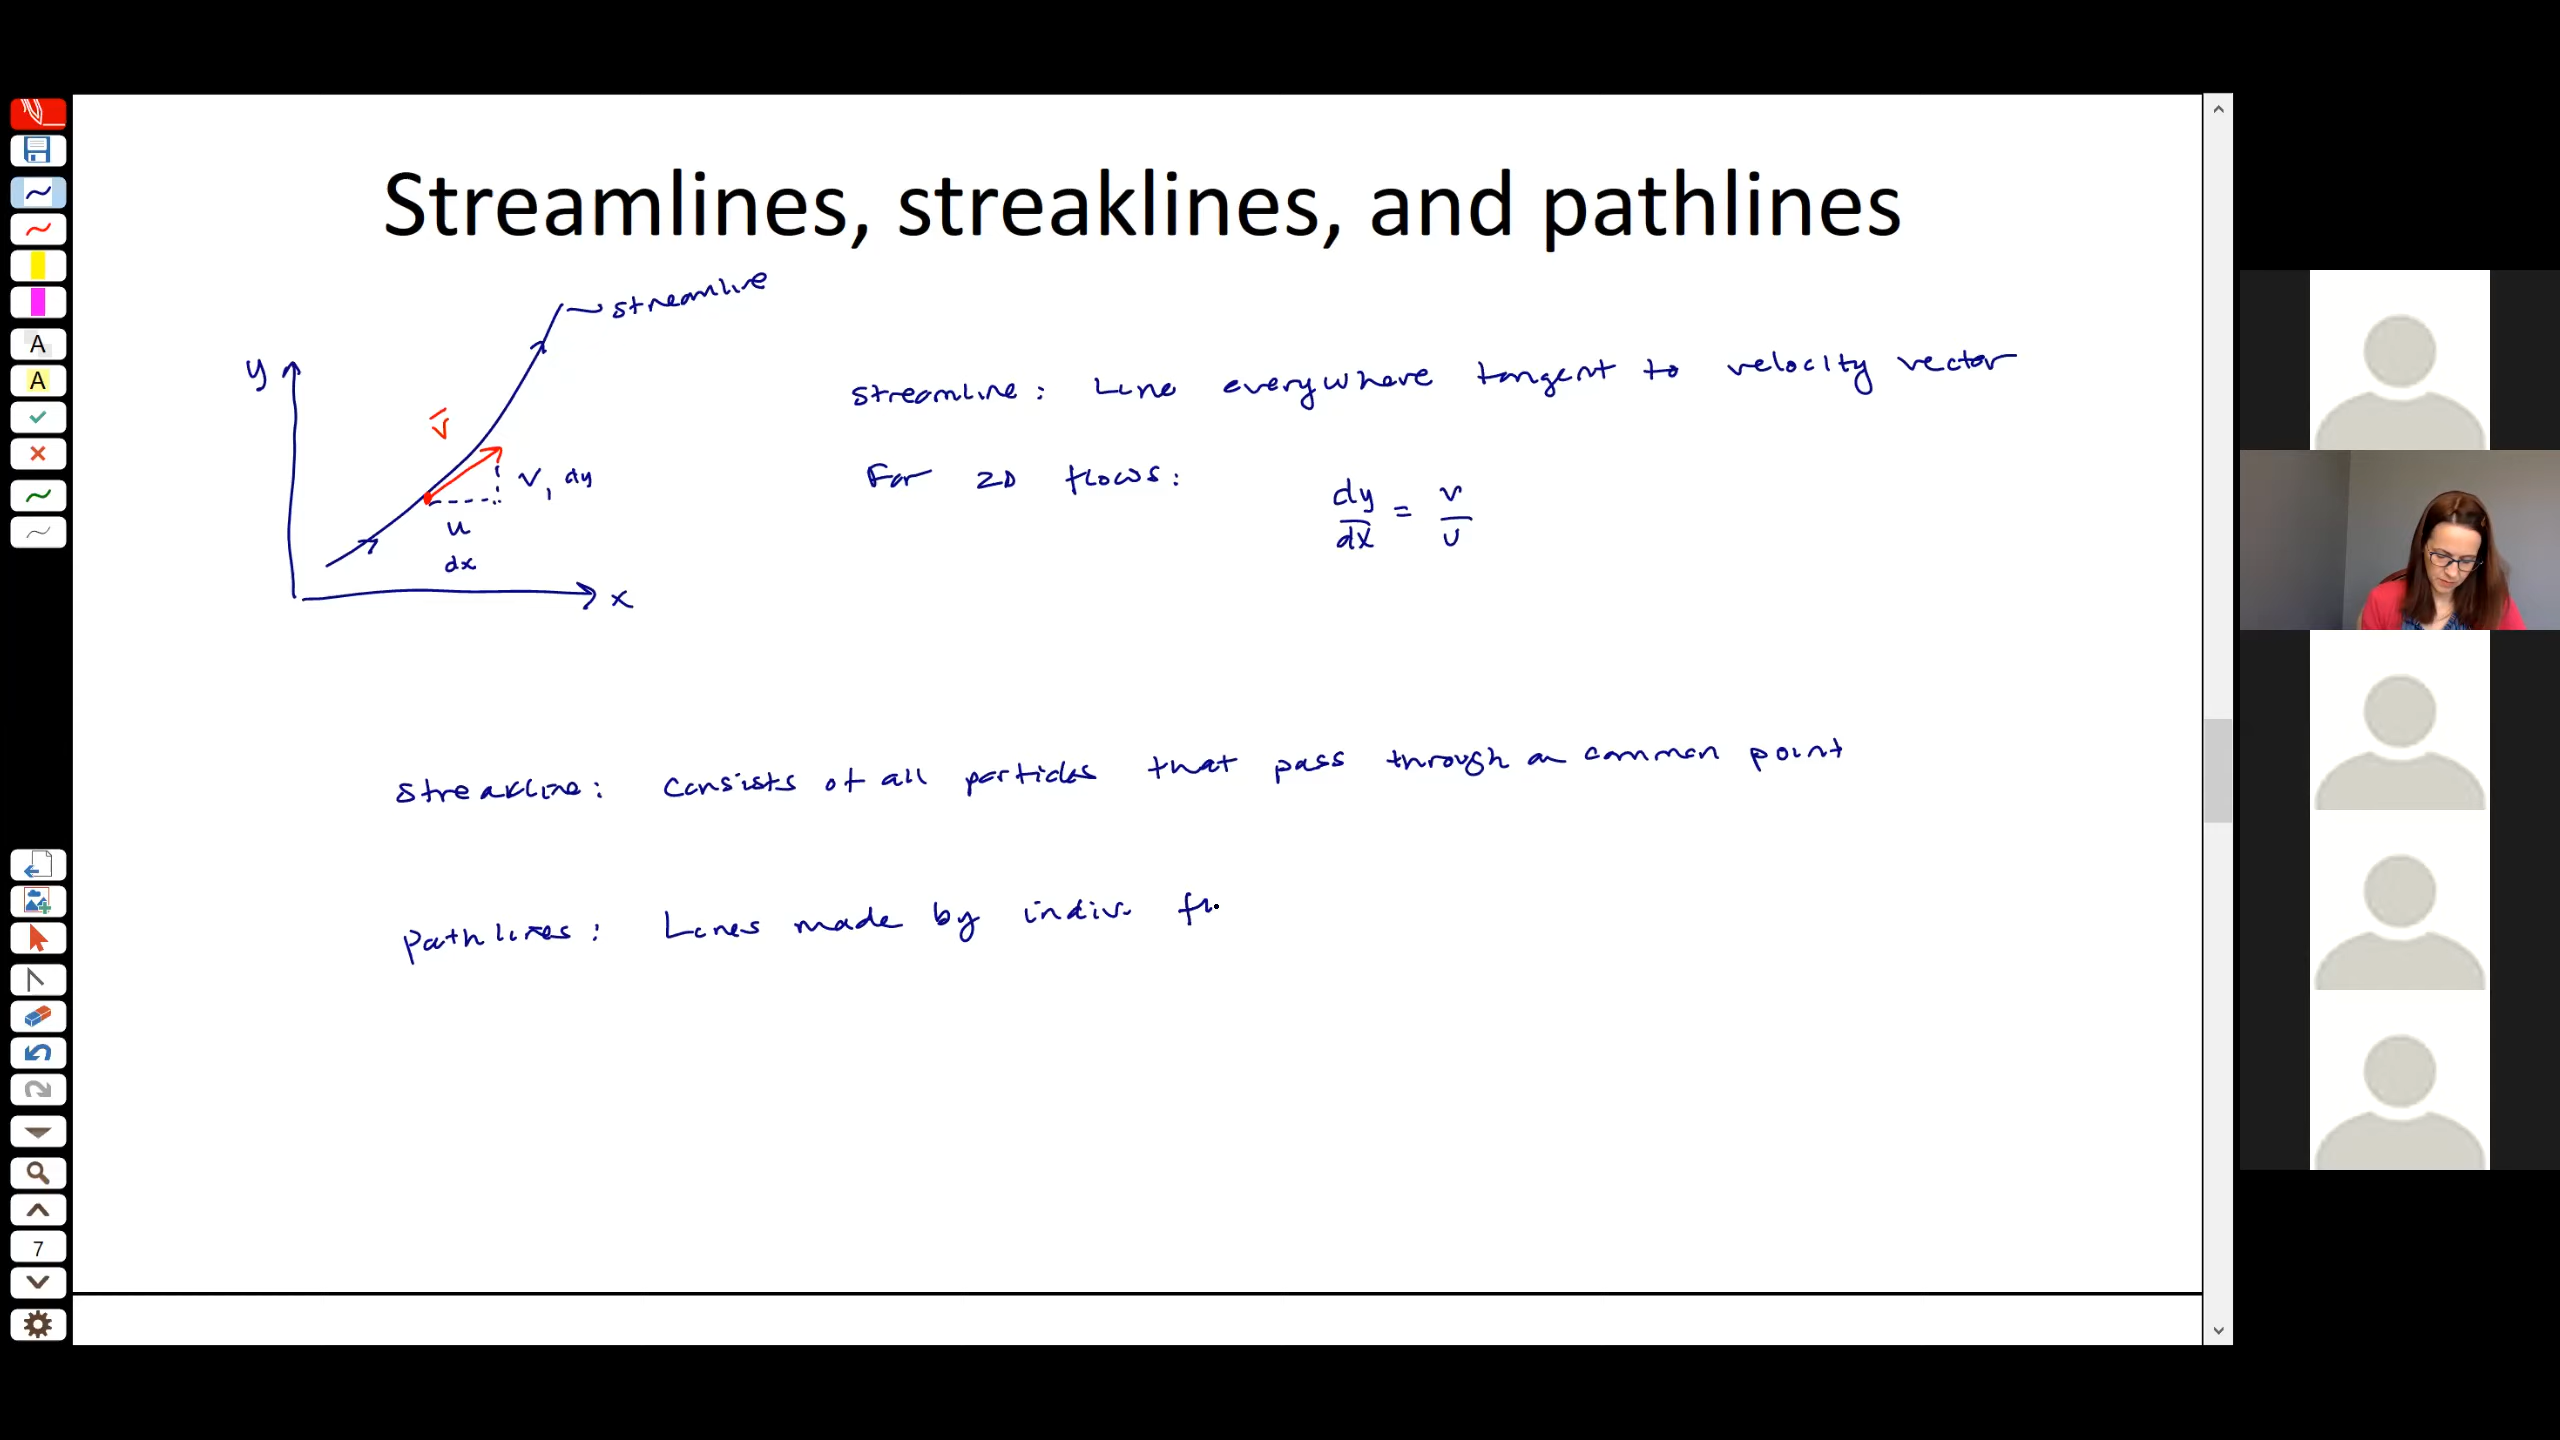 Streamlines, streaklines, and pathlines
streamline
y
v̄
v, dy
u
dx
x
streamline: Line everywhere tangent to velocity vector
For 2D flows: dy/dx = v/u
streakline: consists of all particles that pass through a common point
pathlines: Lines made by indiv.
A
A
7